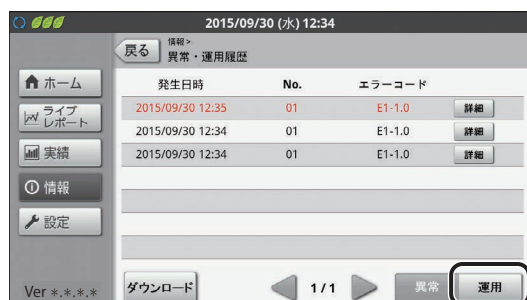 2015/09/30 (水) 12:34
戻る
情報>
異常・運用履歴
ホーム
ライブ
レポート
実績
情報
設定
Ver *.*.*.*
発生日時 No. エラーコード
2015/09/30 12:35 01 E1-1.0 詳細
2015/09/30 12:34 01 E1-1.0 詳細
2015/09/30 12:34 01 E1-1.0 詳細
ダウンロード 1/1 異常 運用